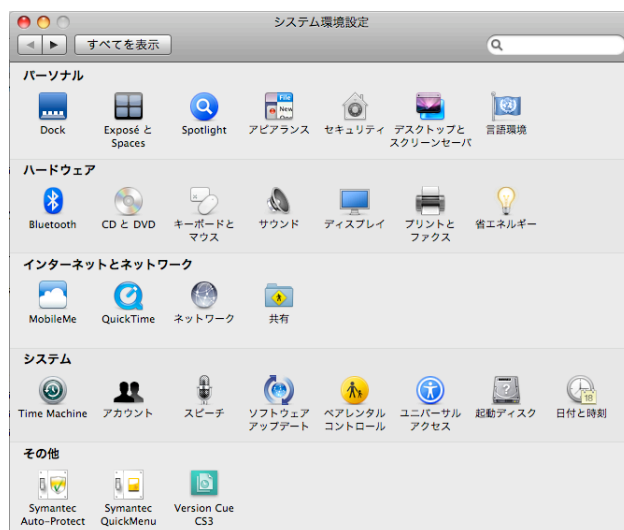 システム環境設定
すべてを表示
パーソナル
Dock
Exposé と
Spaces
Spotlight
File
New
アピアランス
セキュリティ
デスクトップと
スクリーンセーバ
言語環境
ハードウェア
Bluetooth
CD と DVD
キーボードと
マウス
サウンド
ディスプレイ
プリントと
ファクス
省エネルギー
インターネットとネットワーク
MobileMe
QuickTime
ネットワーク
共有
システム
Time Machine
アカウント
スピーチ
ソフトウェア
アップデート
ペアレンタル
コントロール
ユニバーサル
アクセス
?
起動ディスク
18
日付と時刻
その他
Symantec
Auto-Protect
Symantec
QuickMenu
Version Cue
CS3